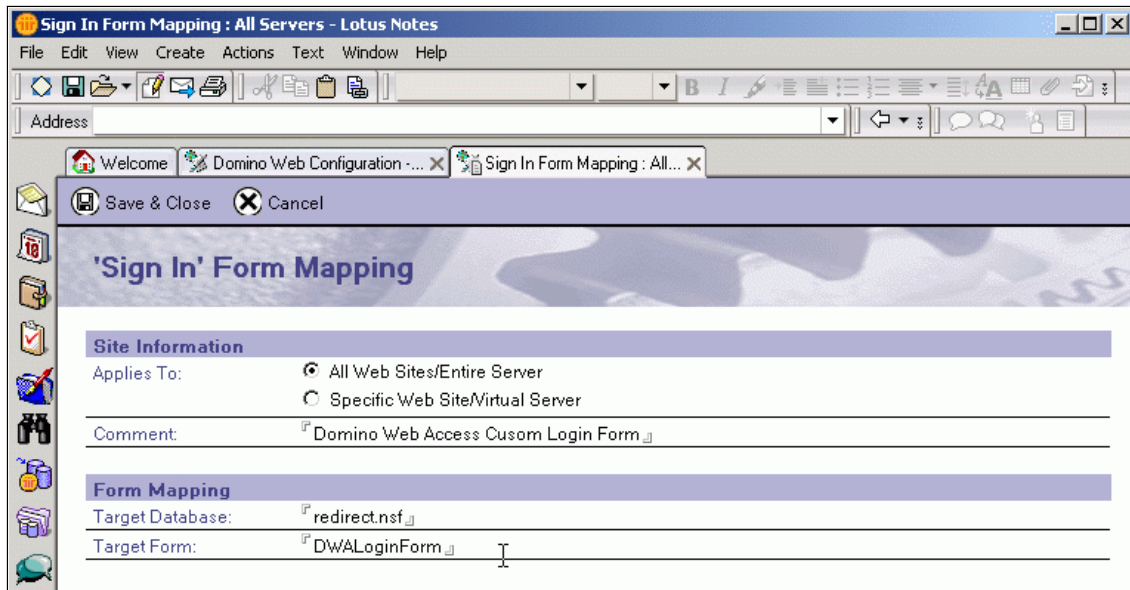 Sign In Form Mapping : All Servers - Lotus Notes
File Edit View Create Actions Text Window Help
B I
Address
Welcome Domino Web Configuration -... Sign In Form Mapping : All...
Save & Close Cancel
'Sign In' Form Mapping
Site Information
Applies To: All Web Sites/Entire Server
Specific Web Site/Virtual Server
Comment: Domino Web Access Cusom Login Form
Form Mapping
Target Database: redirect.nsf
Target Form: DWALoginForm